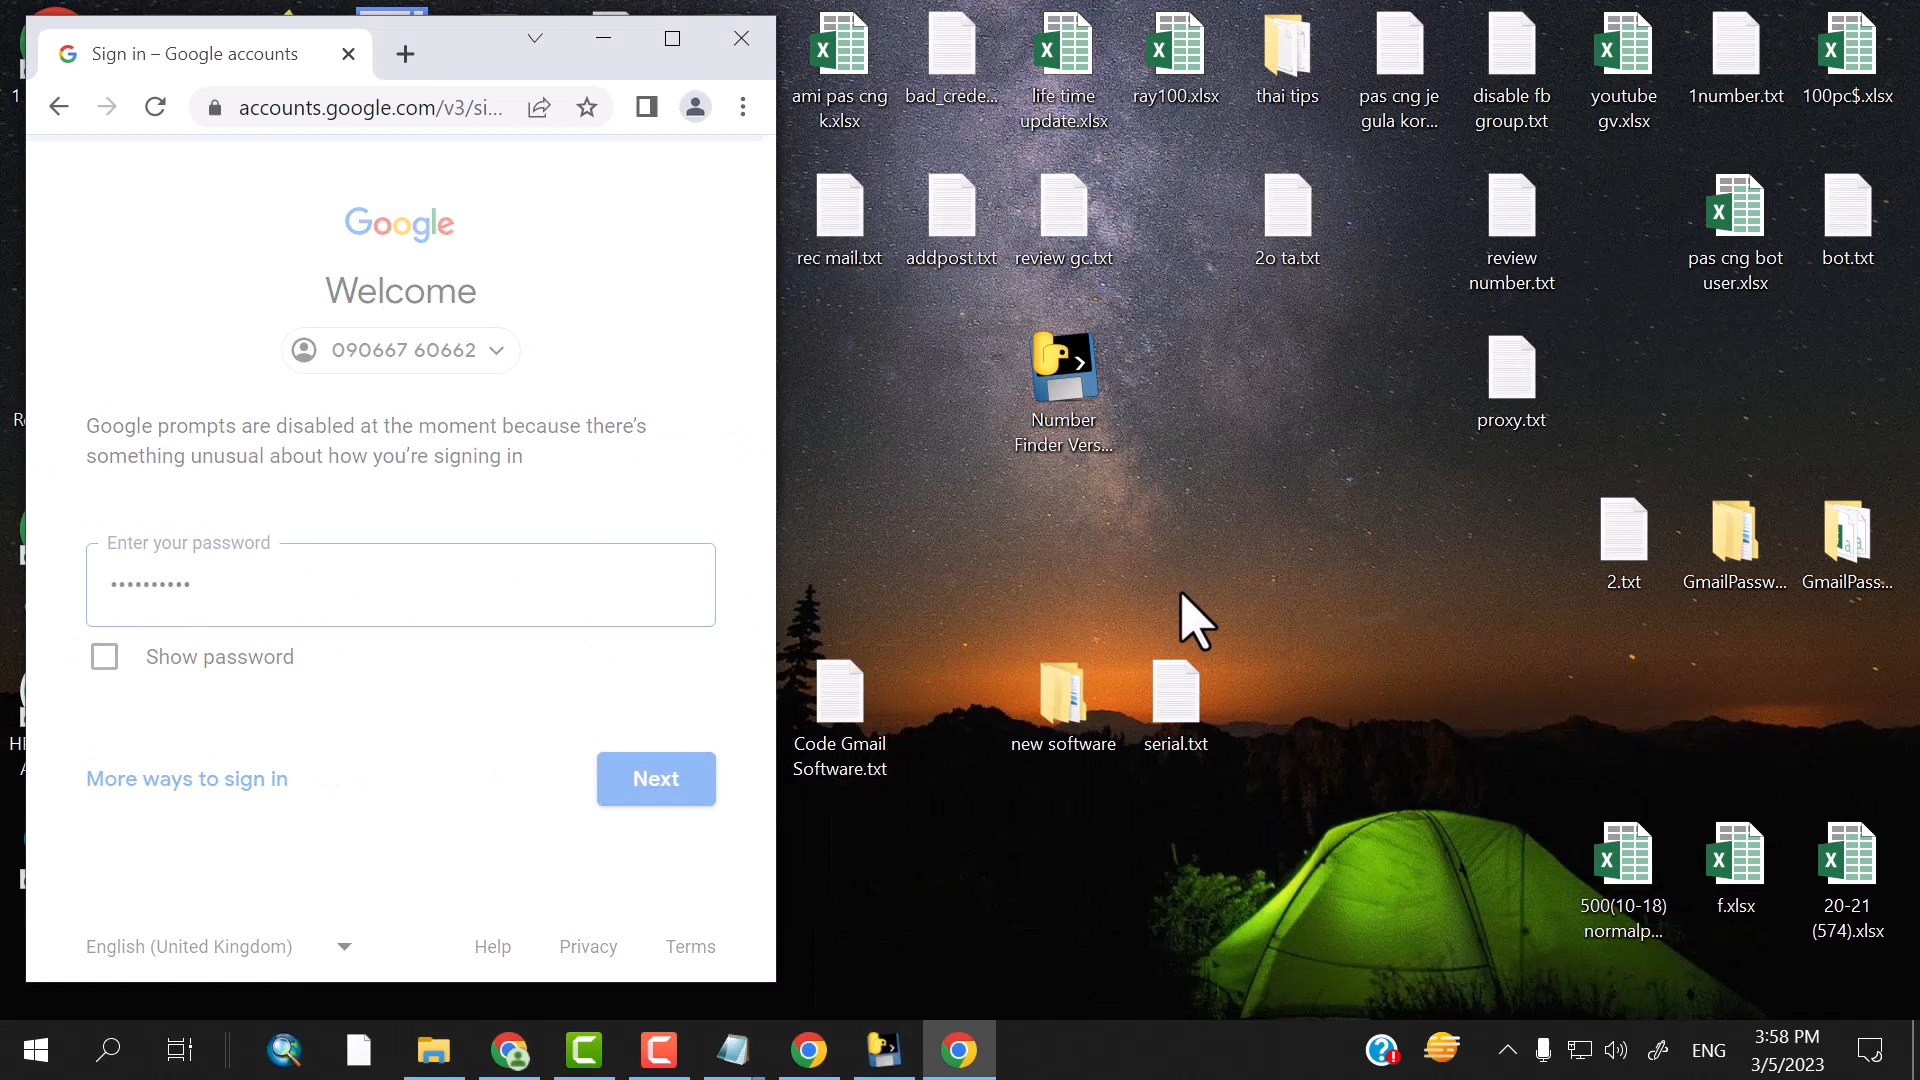 Sign in – Google accounts
accounts.google.com/v3/si...
Google
Welcome
090667 60662
Google prompts are disabled at the moment because there's
something unusual about how you're signing in
Enter your password
••••••••••
Show password
More ways to sign in
Next
English (United Kingdom)
Help
Privacy
Terms
ami pas cng
k.xlsx
bad_crede...
life time
update.xlsx
ray100.xlsx
thai tips
pas cng je
gula kor...
disable fb
group.txt
youtube
gv.xlsx
1number.txt
100pc$.xlsx
rec mail.txt
addpost.txt
review gc.txt
2o ta.txt
review
number.txt
pas cng bot
user.xlsx
bot.txt
Number
Finder Vers...
proxy.txt
2.txt
GmailPassw...
GmailPass...
Code Gmail
Software.txt
new software
serial.txt
500(10-18)
normalp...
f.xlsx
20-21
(574).xlsx
ENG
3:58 PM
3/5/2023